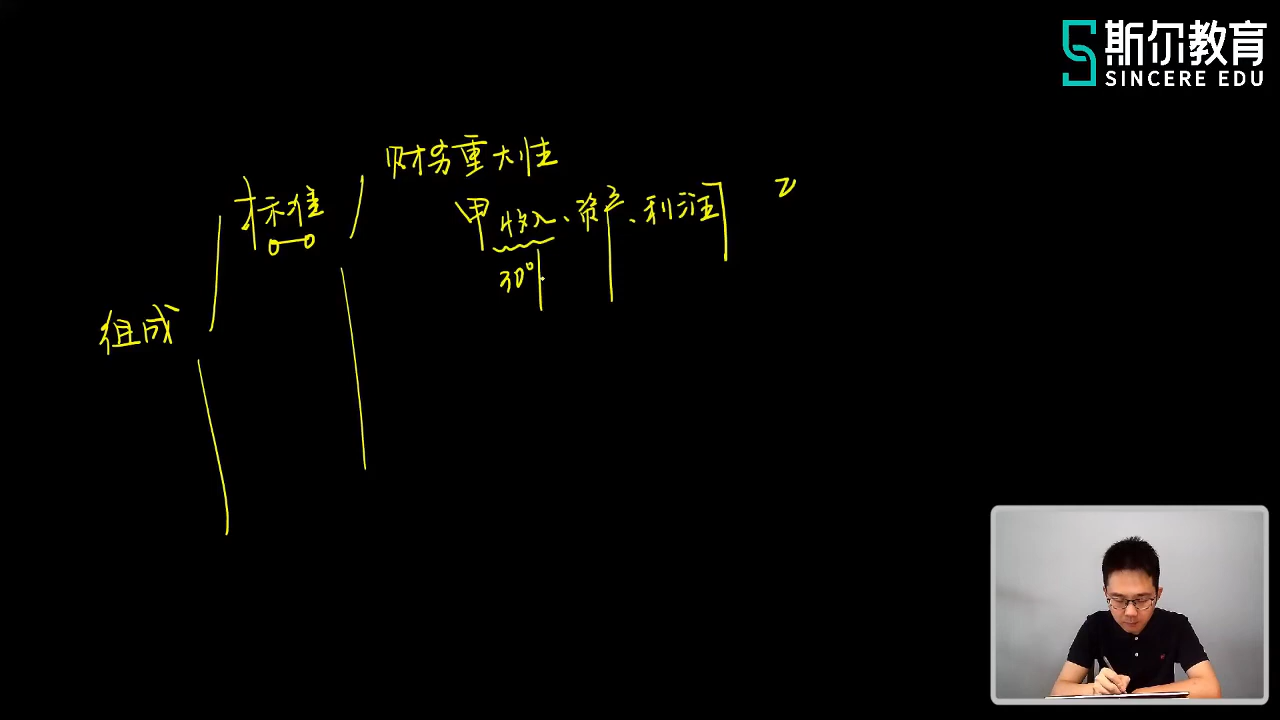 斯尔教育
SINCERE EDU
财务重大性
标准
甲 收入、资产、利润
30%
组成